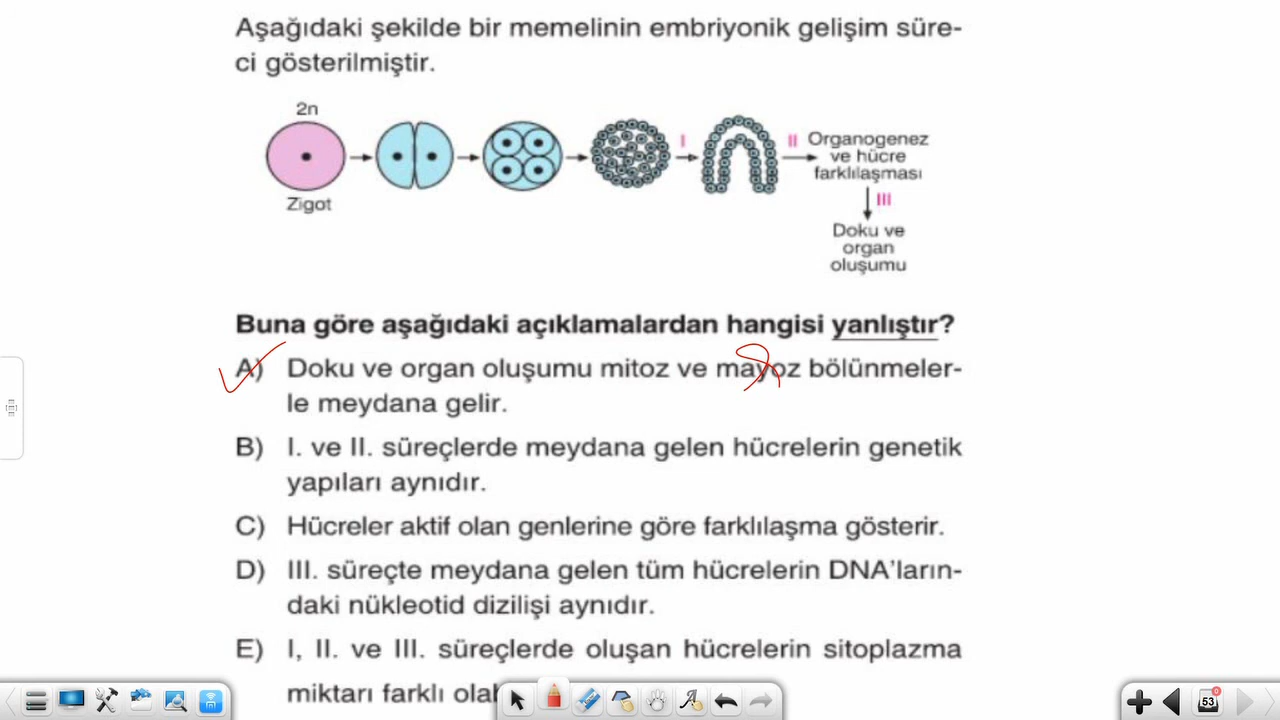 Aşağıdaki şekilde bir memelinin embriyonik gelişim süre-
ci gösterilmiştir.
2n
Zigot
I
II
Organogenez
ve hücre
farklılaşması
III
Doku ve
organ
oluşumu
Buna göre aşağıdaki açıklamalardan hangisi yanlıştır?
A) Doku ve organ oluşumu mitoz ve mayoz bölünmeler-
le meydana gelir.
B) I. ve II. süreçlerde meydana gelen hücrelerin genetik
yapıları aynıdır.
C) Hücreler aktif olan genlerine göre farklılaşma gösterir.
D) III. süreçte meydana gelen tüm hücrelerin DNA'ların-
daki nükleotid dizilişi aynıdır.
E) I, II. ve III. süreçlerde oluşan hücrelerin sitoplazma
miktarı farklı
53
0